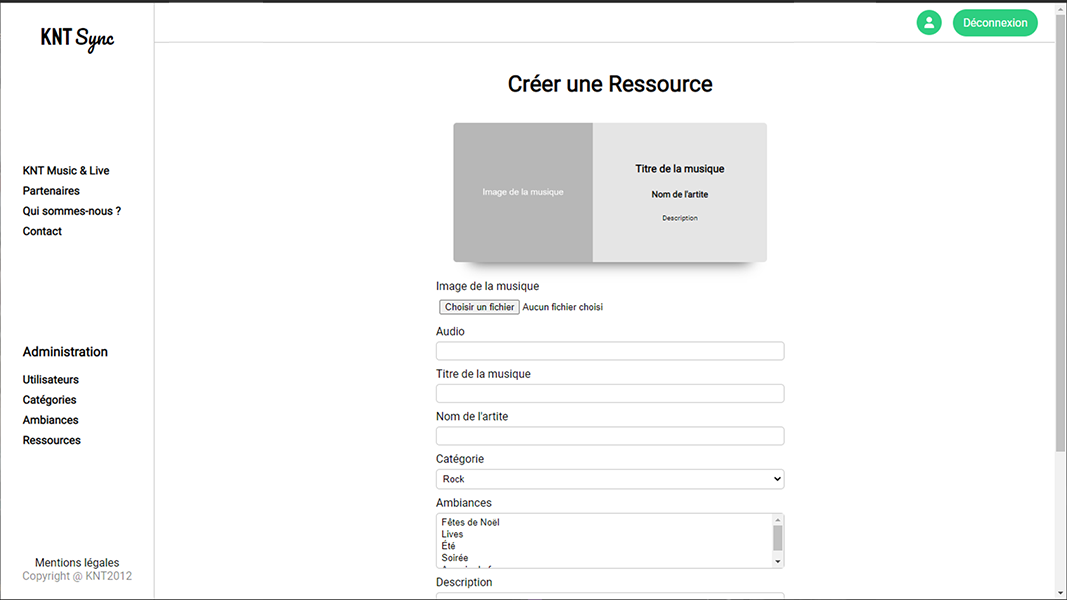 KNT Sync
Déconnexion
KNT Music & Live
Partenaires
Qui sommes-nous ?
Contact
Administration
Utilisateurs
Catégories
Ambiances
Ressources
Mentions légales
Copyright @ KNT2012
Créer une Ressource
Image de la musique
Titre de la musique
Nom de l'artite
Description
Image de la musique
Choisir un fichier Aucun fichier choisi
Audio
Titre de la musique
Nom de l'artite
Catégorie
Rock
Ambiances
Fêtes de Noël
Lives
Été
Soirée
Description